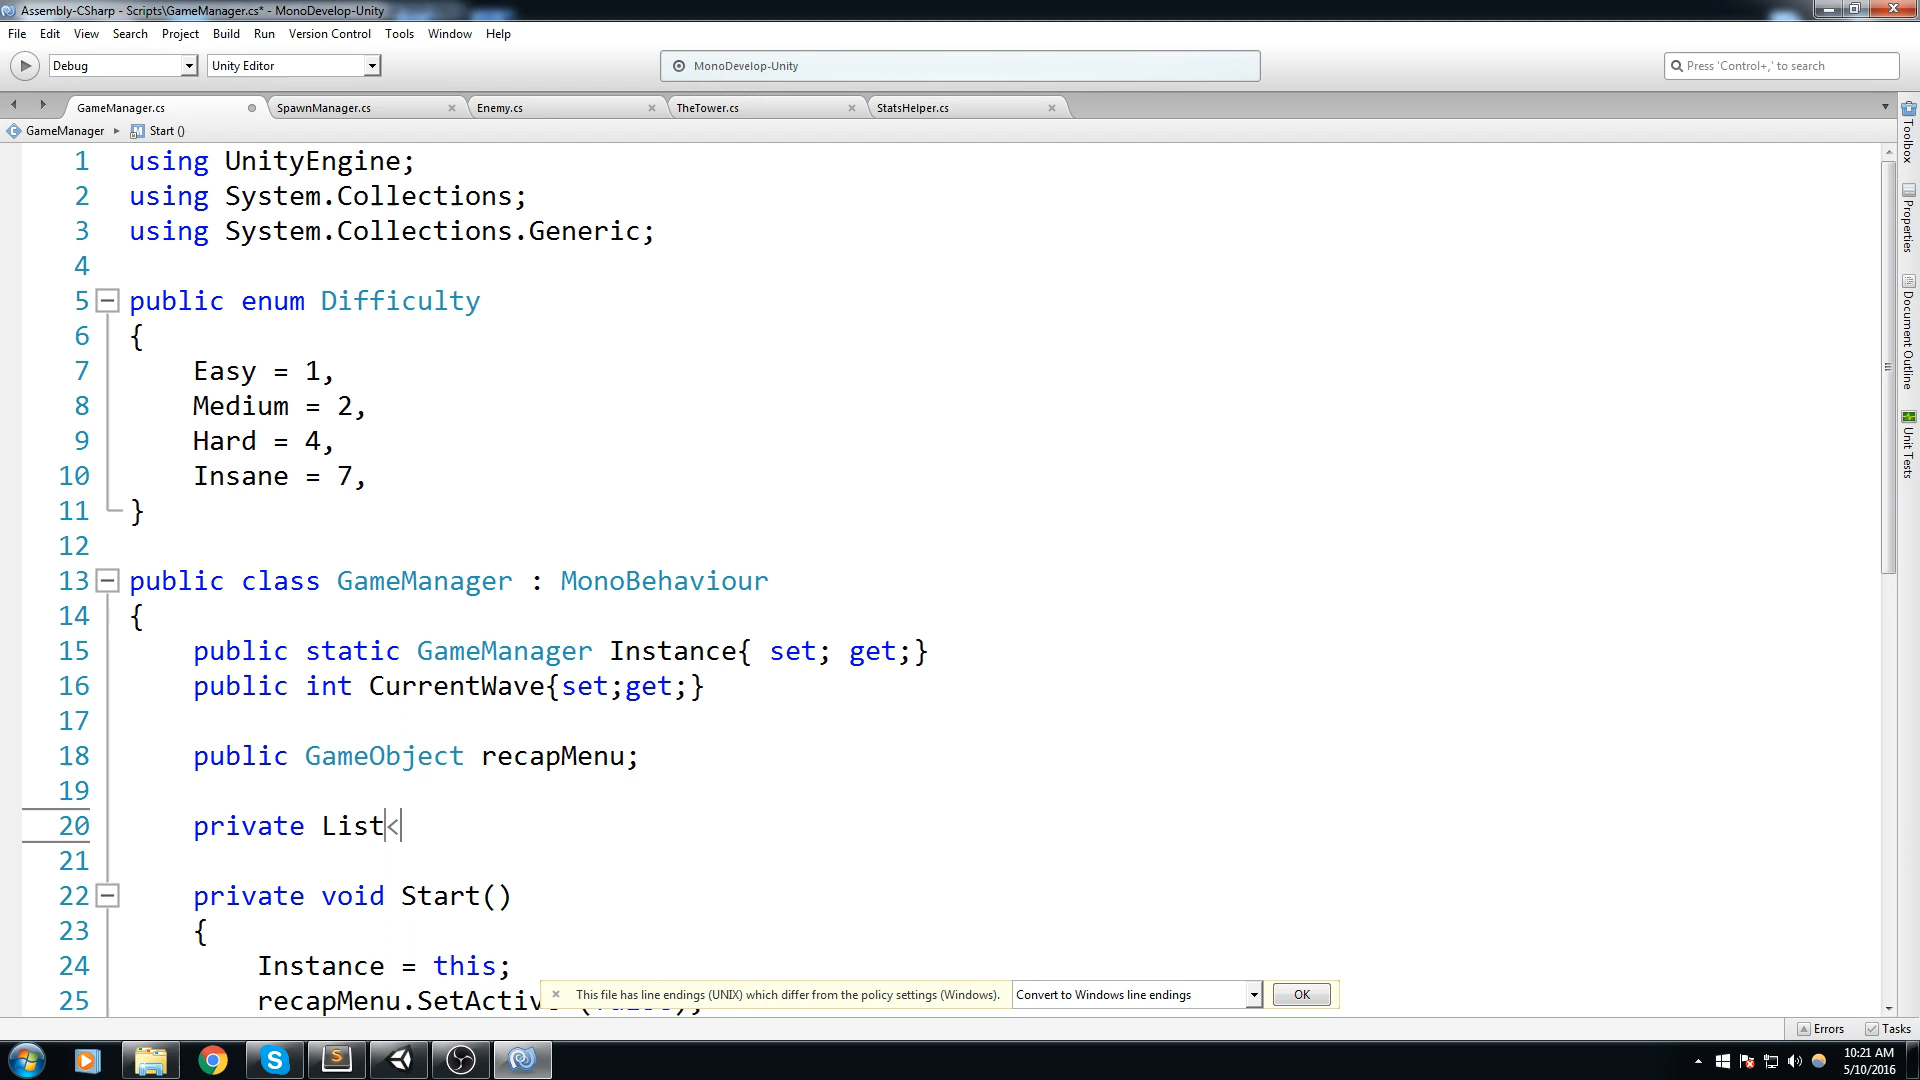 Assembly-CSharp - Scripts\GameManager.cs* - MonoDevelop-Unity
File Edit View Search Project Build Run Version Control Tools Window Help
Debug Unity Editor MonoDevelop-Unity Press 'Control+,' to search
GameManager.cs SpawnManager.cs Enemy.cs TheTower.cs StatsHelper.cs
GameManager Start ()
1 using UnityEngine;
2 using System.Collections;
3 using System.Collections.Generic;
4
5 public enum Difficulty
6 {
7 Easy = 1,
8 Medium = 2,
9 Hard = 4,
10 Insane = 7,
11 }
12
13 public class GameManager : MonoBehaviour
14 {
15 public static GameManager Instance{ set; get;}
16 public int CurrentWave{set;get;}
17
18 public GameObject recapMenu;
19
20 private List<
21
22 private void Start()
23 {
24 Instance = this;
25 recapMenu.SetActiv
This file has line endings (UNIX) which differ from the policy settings (Windows). Convert to Windows line endings OK
Toolbox
Properties
Document Outline
Unit Tests
Errors Tasks
10:21 AM
5/10/2016